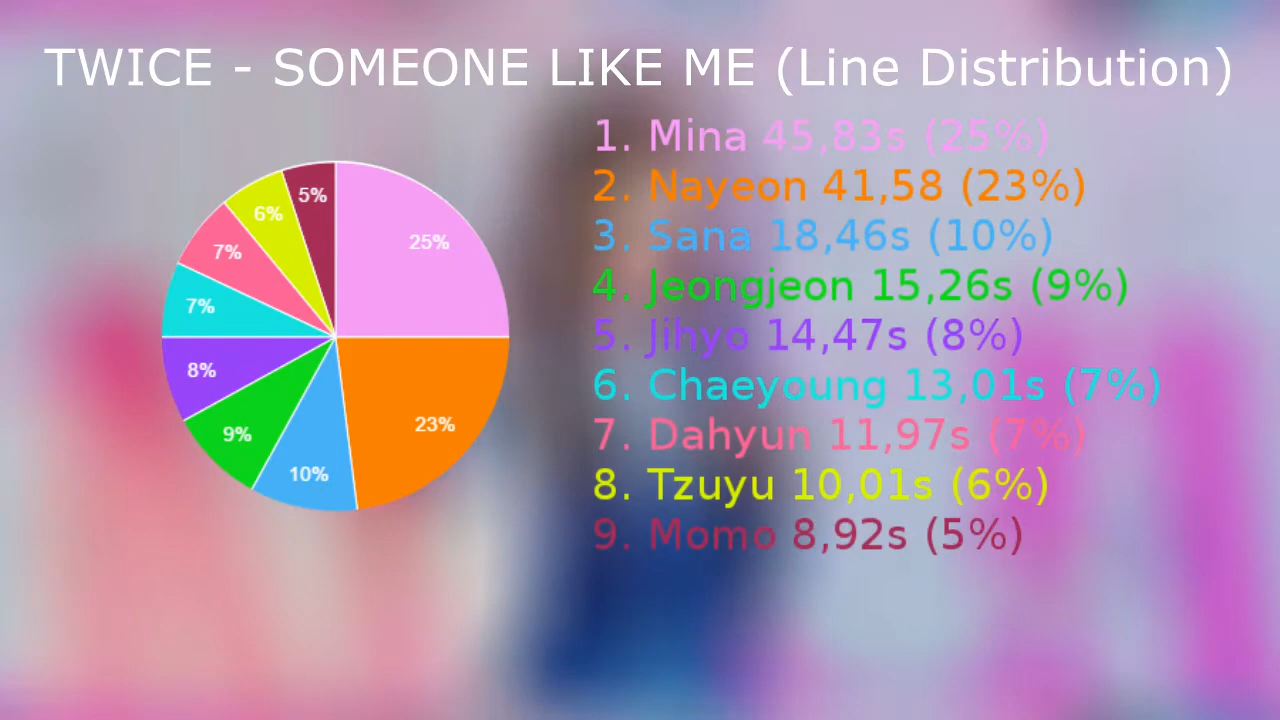 TWICE - SOMEONE LIKE ME (Line Distribution)
1. Mina 45,83s (25%)
2. Nayeon 41,58 (23%)
3. Sana 18,46s (10%)
4. Jeongjeon 15,26s (9%)
5. Jihyo 14,47s (8%)
6. Chaeyoung 13,01s (7%)
7. Dahyun 11,97s (7%)
8. Tzuyu 10,01s (6%)
9. Momo 8,92s (5%)
5%
6%
25%
7%
7%
8%
23%
9%
10%